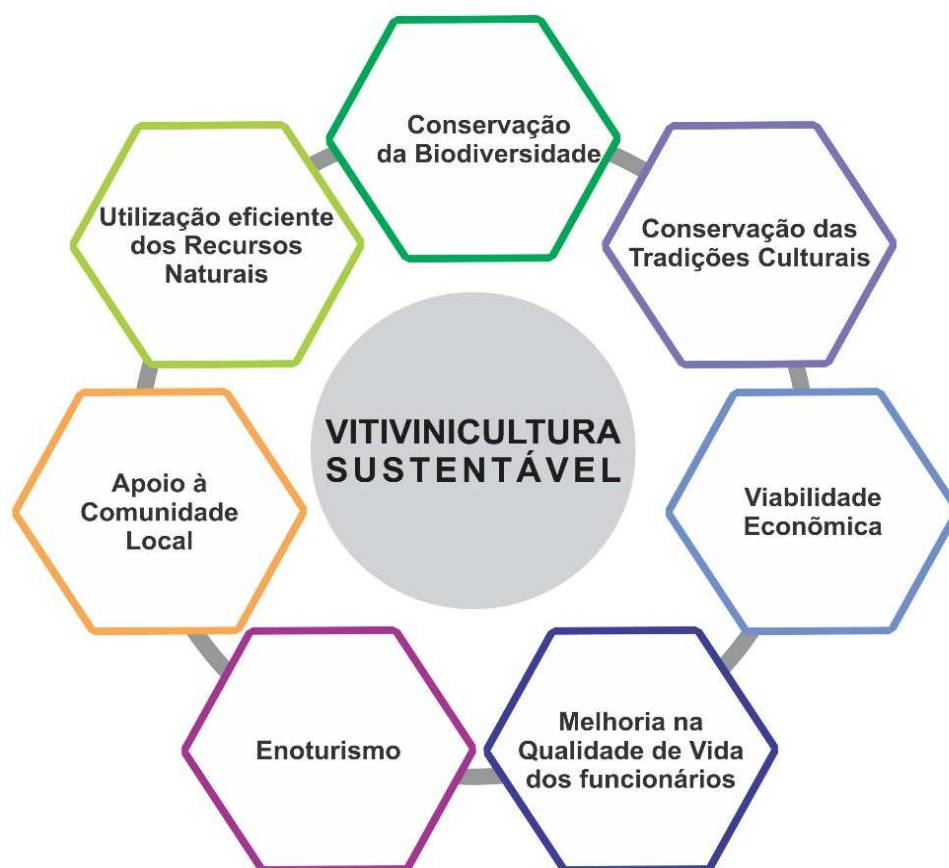 Conservação
da Biodiversidade
Conservação das
Tradições Culturais
Viabilidade
Econõmica
Melhoria na
Qualidade de Vida
dos funcionários
Enoturismo
Apoio à
Comunidade
Local
Utilização eficiente
dos Recursos
Naturais
VITIVINICULTURA
SUSTENTÁVEL